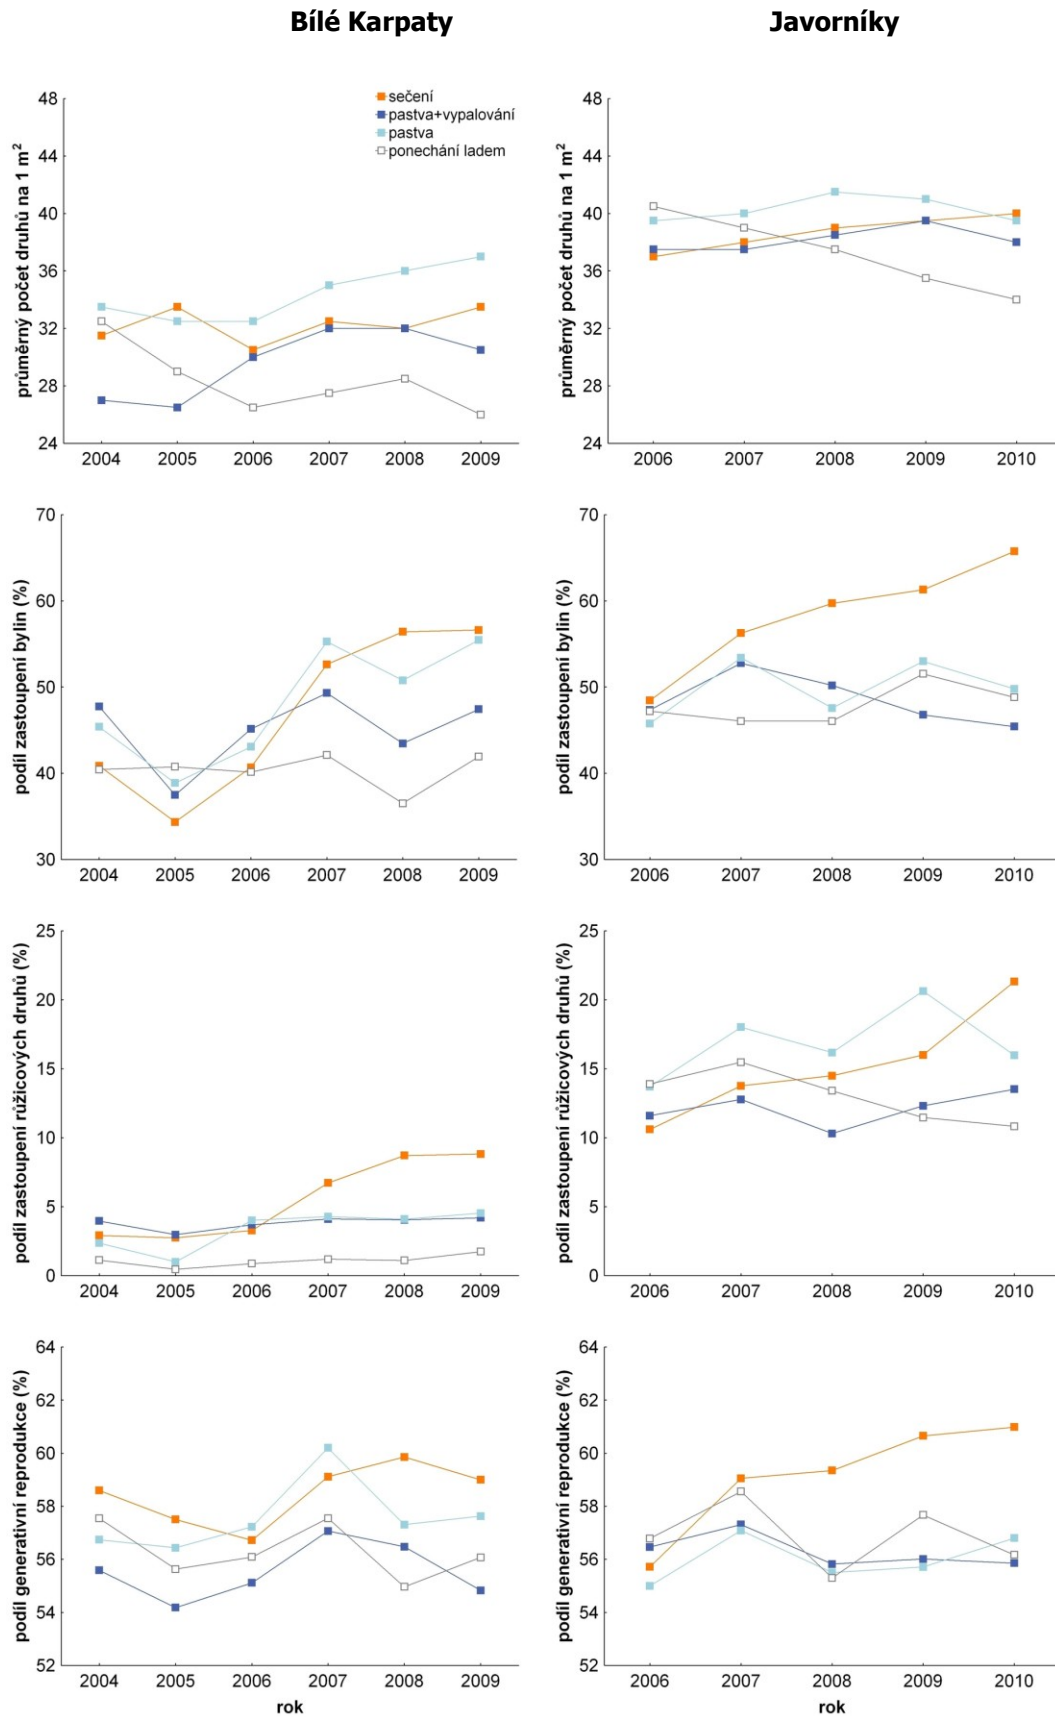 Bílé Karpaty
Javorníky
průměrný počet druhů na 1 m²
48
44
40
36
32
28
24
sečení
pastva+vypalování
pastva
ponechání ladem
2004 2005 2006 2007 2008 2009
průměrný počet druhů na 1 m²
48
44
40
36
32
28
24
2006 2007 2008 2009 2010
podíl zastoupení bylin (%)
70
60
50
40
30
2004 2005 2006 2007 2008 2009
podíl zastoupení bylin (%)
70
60
50
40
30
2006 2007 2008 2009 2010
podíl zastoupení růžicových druhů (%)
25
20
15
10
5
0
2004 2005 2006 2007 2008 2009
podíl zastoupení růžicových druhů (%)
25
20
15
10
5
0
2006 2007 2008 2009 2010
podíl generativní reprodukce (%)
64
62
60
58
56
54
52
2004 2005 2006 2007 2008 2009
rok
podíl generativní reprodukce (%)
64
62
60
58
56
54
52
2006 2007 2008 2009 2010
rok